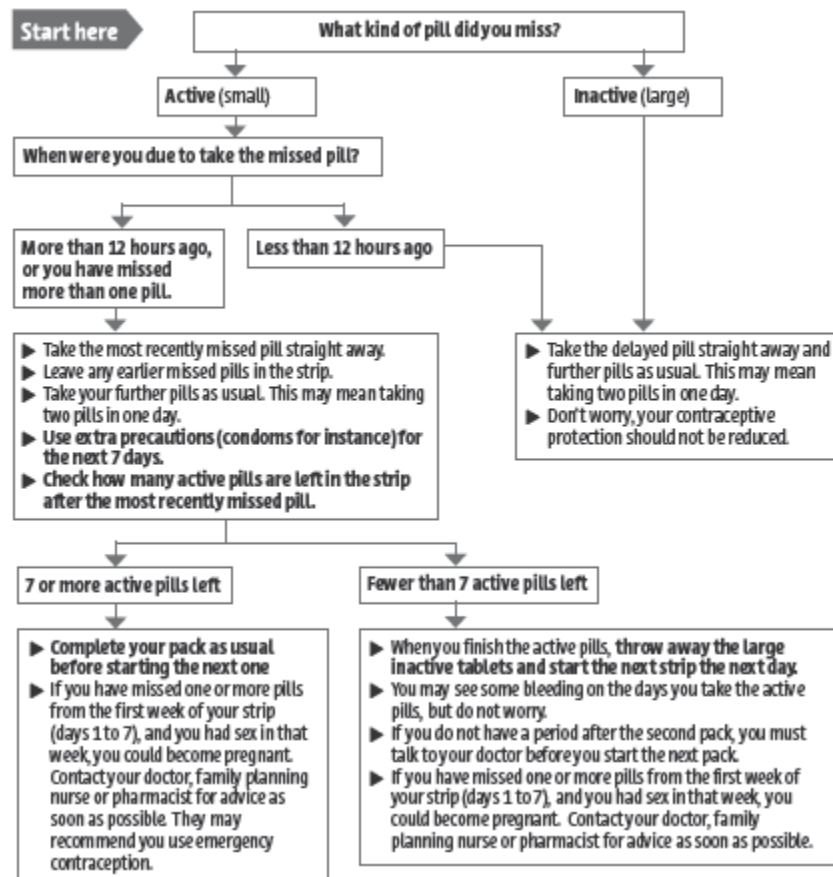 Start here
What kind of pill did you miss?
Active (small)
Inactive (large)
When were you due to take the missed pill?
More than 12 hours ago,
or you have missed
more than one pill.
Less than 12 hours ago
▶ Take the most recently missed pill straight away.
▶ Leave any earlier missed pills in the strip.
▶ Take your further pills as usual. This may mean taking
two pills in one day.
▶ Use extra precautions (condoms for instance) for
the next 7 days.
▶ Check how many active pills are left in the strip
after the most recently missed pill.
▶ Take the delayed pill straight away and
further pills as usual. This may mean
taking two pills in one day.
▶ Don't worry, your contraceptive
protection should not be reduced.
7 or more active pills left
Fewer than 7 active pills left
▶ Complete your pack as usual
before starting the next one
▶ If you have missed one or more pills
from the first week of your strip
(days 1 to 7), and you had sex in that
week, you could become pregnant.
Contact your doctor, family planning
nurse or pharmacist for advice as
soon as possible. They may
recommend you use emergency
contraception.
▶ When you finish the active pills, throw away the large
inactive tablets and start the next strip the next day.
▶ You may see some bleeding on the days you take the active
pills, but do not worry.
▶ If you do not have a period after the second pack, you must
talk to your doctor before you start the next pack.
▶ If you have missed one or more pills from the first week of
your strip (days 1 to 7), and you had sex in that week, you
could become pregnant. Contact your doctor, family
planning nurse or pharmacist for advice as soon as possible.